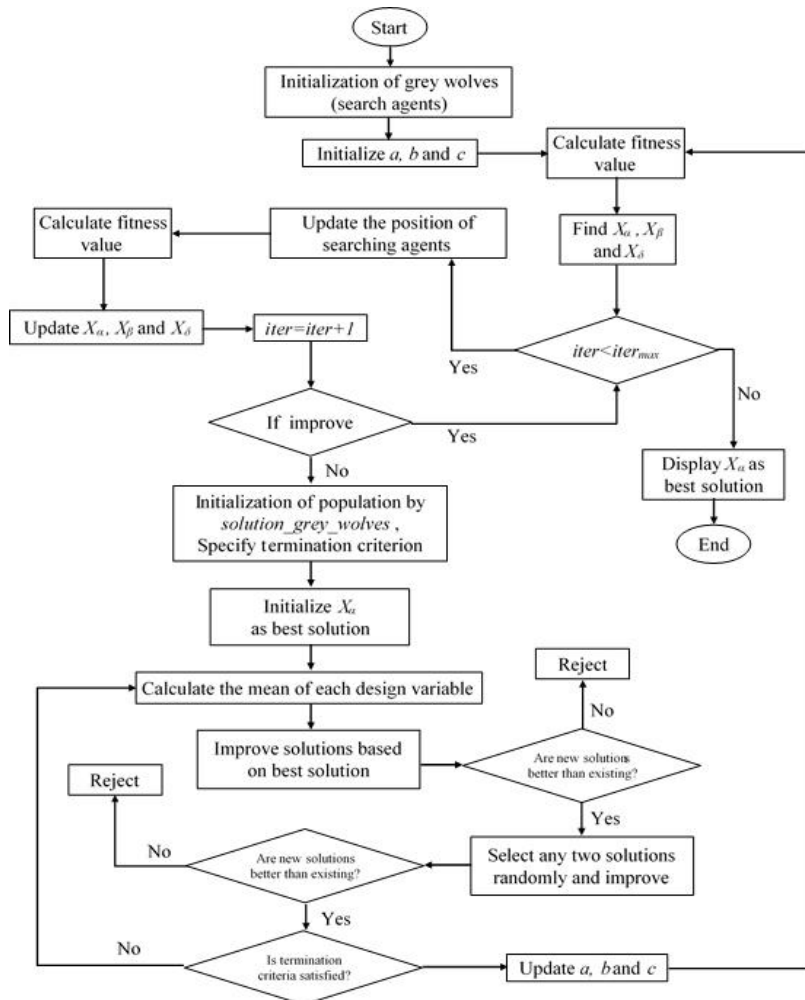 Start
Initialization of grey wolves
(search agents)
Initialize a, b and c
Calculate fitness
value
Find Xα , Xβ
and Xδ
iter<itermax
Yes
No
Display Xα as
best solution
End
Update the position of
searching agents
Calculate fitness
value
Update Xα, Xβ and Xδ
iter=iter+1
If improve
Yes
No
Initialization of population by
solution_grey_wolves ,
Specify termination criterion
Initialize Xα
as best solution
Calculate the mean of each design variable
Improve solutions based
on best solution
Are new solutions
better than existing?
No
Reject
Yes
Select any two solutions
randomly and improve
Are new solutions
better than existing?
No
Reject
Yes
Is termination
criteria satisfied?
No
Update a, b and c